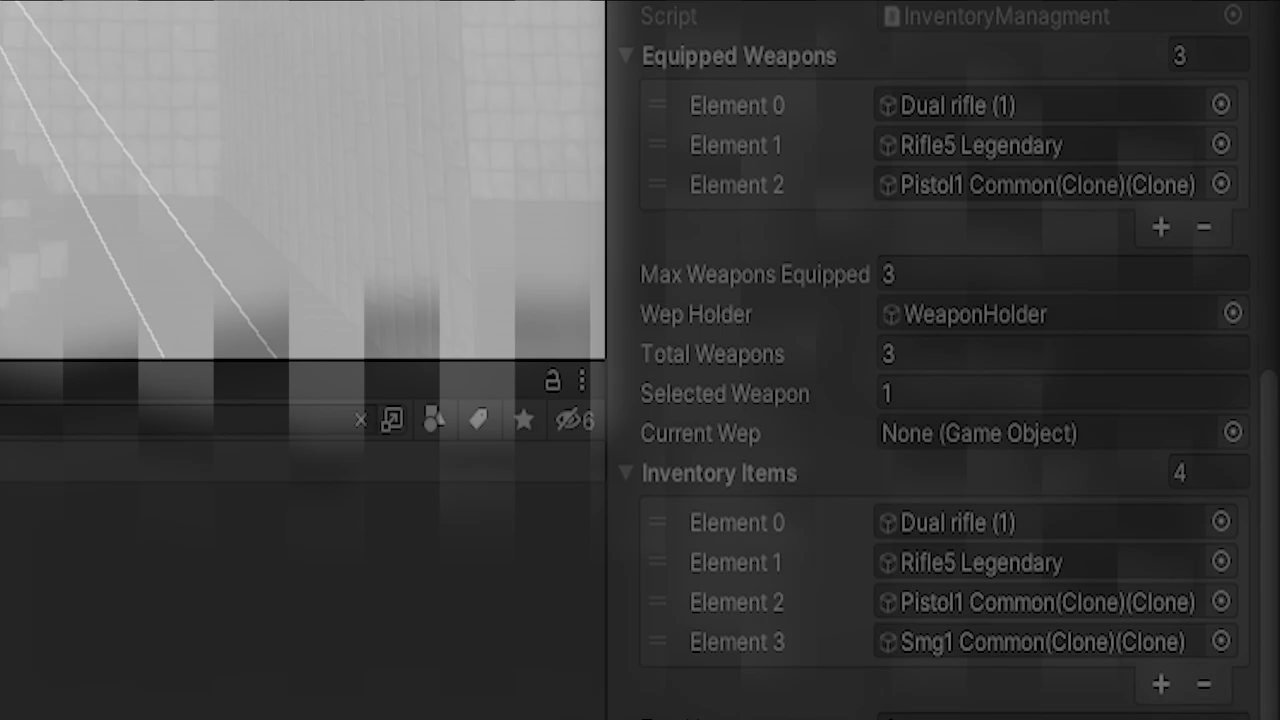 Script InventoryManagment
Equipped Weapons 3
Element 0 Dual rifle (1)
Element 1 Rifle5 Legendary
Element 2 Pistol1 Common(Clone)(Clone)
+ −
Max Weapons Equipped 3
Wep Holder WeaponHolder
Total Weapons 3
Selected Weapon 1
6
Current Wep None (Game Object)
Inventory Items 4
Element 0 Dual rifle (1)
Element 1 Rifle5 Legendary
Element 2 Pistol1 Common(Clone)(Clone)
Element 3 Smg1 Common(Clone)(Clone)
+ −